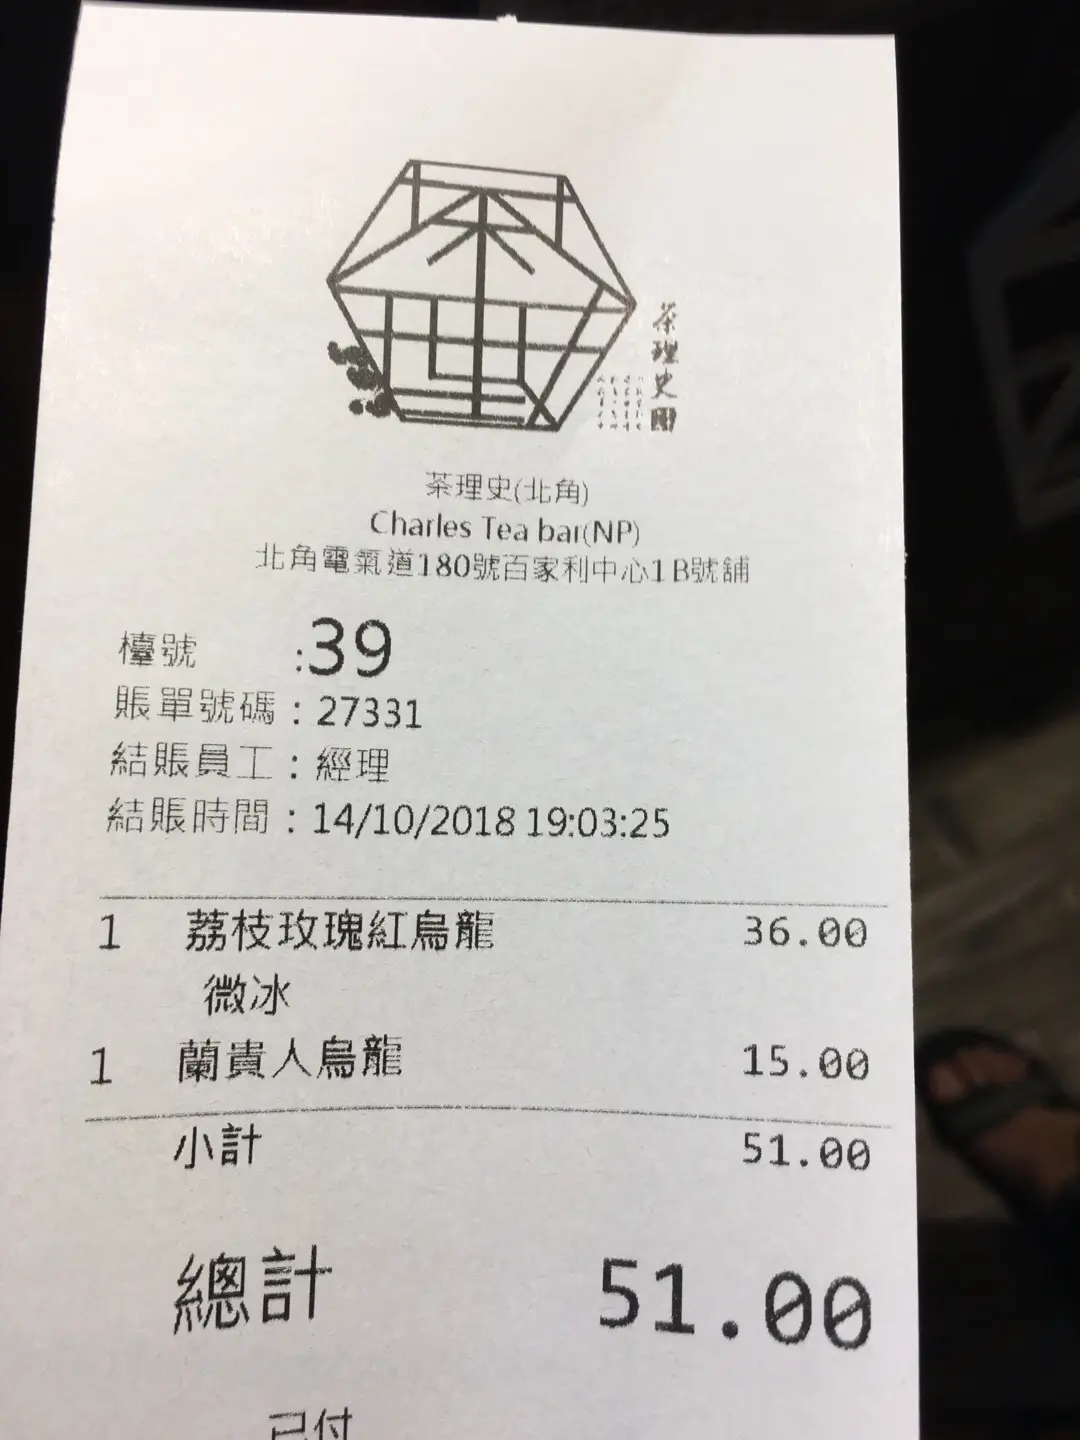 茶理史
茶理史(北角)
Charles Tea bar(NP)
北角電氣道180號百家利中心1B號舖
檯號 :39
賬單號碼 : 27331
結賬員工 : 經理
結賬時間 : 14/10/2018 19:03:25
1 荔枝玫瑰紅烏龍 36.00
微冰
1 蘭貴人烏龍 15.00
小計 51.00
總計 51.00
已付